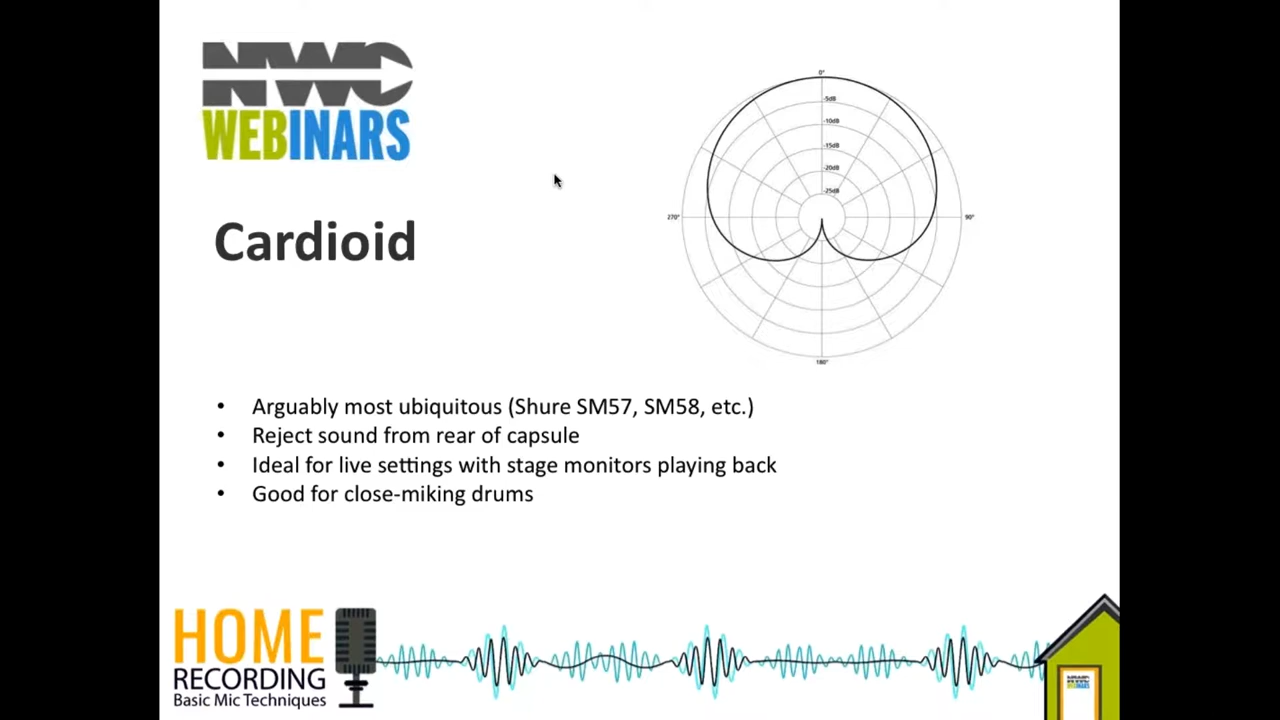 NWC
WEBINARS
Cardioid
0°
-5dB
-10dB
-15dB
-20dB
-25dB
270°
90°
180°
• Arguably most ubiquitous (Shure SM57, SM58, etc.)
• Reject sound from rear of capsule
• Ideal for live settings with stage monitors playing back
• Good for close-miking drums
HOME
RECORDING
Basic Mic Techniques
NWC
WEBINARS